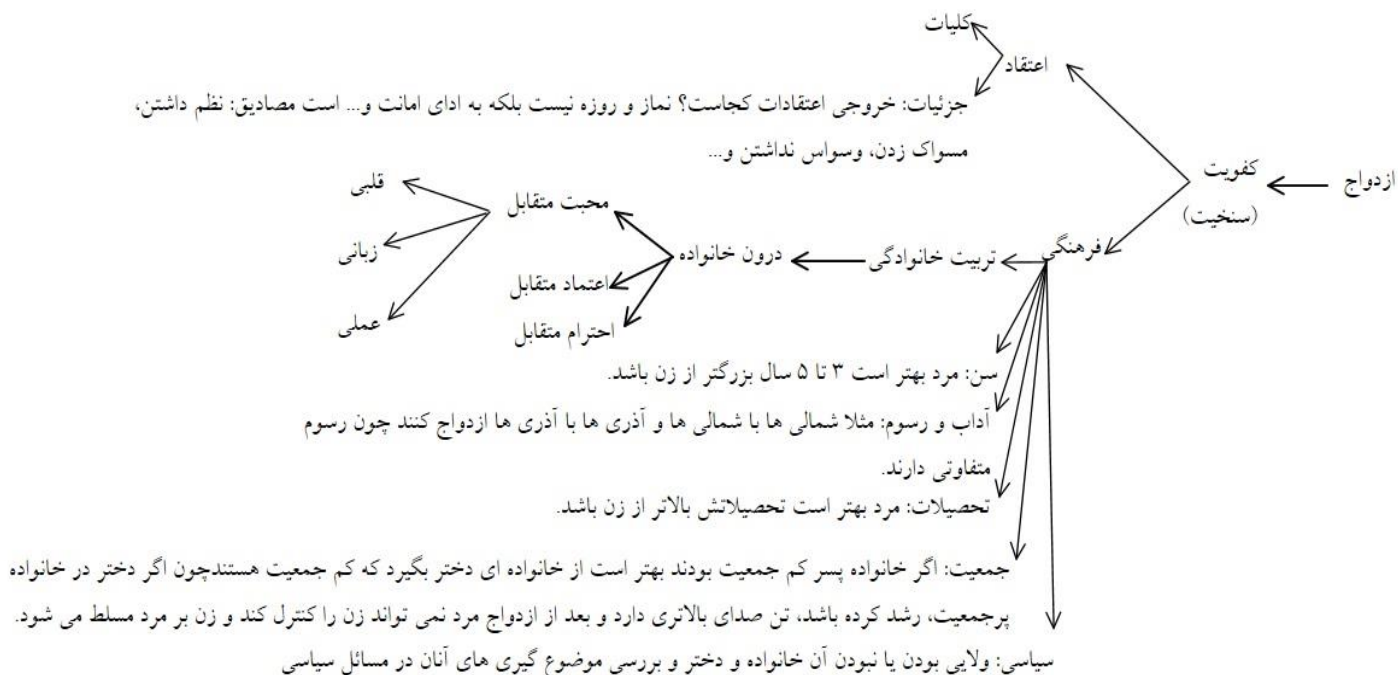 کلیات
اعتقاد
جزئیات: خروجی اعتقادات کجاست؟ نماز و روزه نیست بلکه به ادای امانت و... است مصادیق: نظم داشتن،
مسواک زدن، وسواس نداشتن و...
ازدواج
کفویت
(سنخیت)
فرهنگی
تربیت خانوادگی
درون خانواده
محبت متقابل
قلبی
زبانی
عملی
اعتماد متقابل
احترام متقابل
سن: مرد بهتر است ۳ تا ۵ سال بزرگتر از زن باشد.
آداب و رسوم: مثلا شمالی ها با شمالی ها و آذری ها با آذری ها ازدواج کنند چون رسوم
متفاوتی دارند.
تحصیلات: مرد بهتر است تحصیلاتش بالاتر از زن باشد.
جمعیت: اگر خانواده پسر کم جمعیت بودند بهتر است از خانواده ای دختر بگیرد که کم جمعیت هستندچون اگر دختر در خانواده
پرجمعیت، رشد کرده باشد، تن صدای بالاتری دارد و بعد از ازدواج مرد نمی تواند زن را کنترل کند و زن بر مرد مسلط می شود.
سیاسی: ولایی بودن یا نبودن آن خانواده و دختر و بررسی موضوع گیری های آنان در مسائل سیاسی